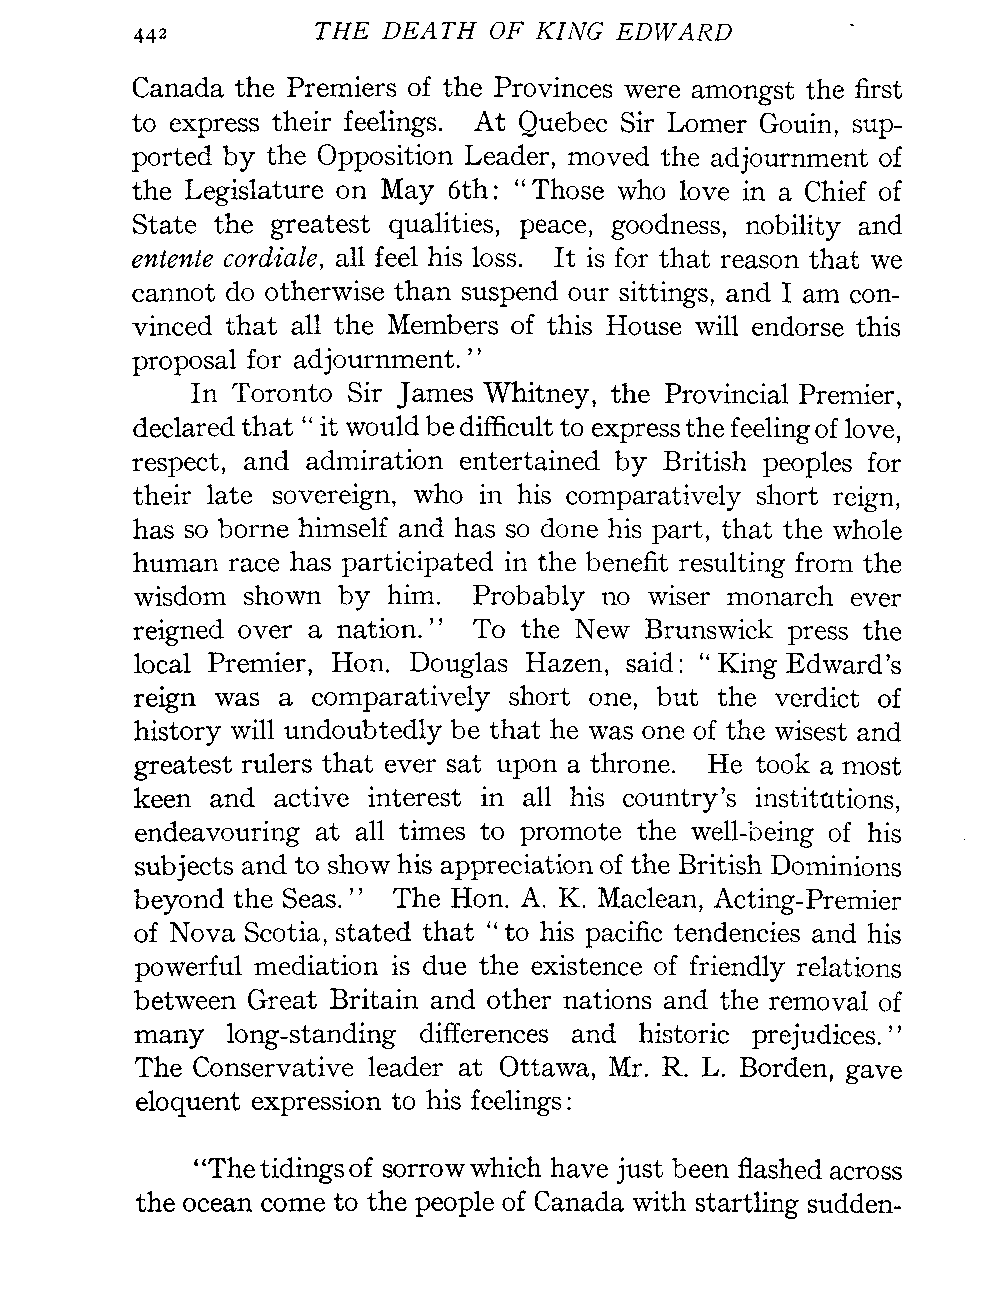 442 THE DEATH OF KING EDWARD
Canada the Premiers of the Provinces were amongst the first
to express their feelings. At Quebec Sir Lomer Gouin, sup-
ported by the Opposition Leader, moved the adjournment of
the Legislature on May 6th: "Those who love in a Chief of
State the greatest qualities, peace, goodness, nobility and
entente cordiale, all feel his loss. It is for that reason that we
cannot do otherwise than suspend our sittings, and I am con-
vinced that all the Members of this House will endorse this
proposal for adjournment."
In Toronto Sir James Whitney, the Provincial Premier,
declared that "it would be difficult to express the feeling of love,
respect, and admiration entertained by British peoples for
their late sovereign, who in his comparatively short reign,
has so borne himself and has so done his part, that the whole
human race has participated in the benefit resulting from the
wisdom shown by him. Probably no wiser monarch ever
reigned over a nation." To the New Brunswick press the
local Premier, Hon. Douglas Hazen, said: "King Edward's
reign was a comparatively short one, but the verdict of
history will undoubtedly be that he was one of the wisest and
greatest rulers that ever sat upon a throne. He took a most
keen and active interest in all his country's institutions,
endeavouring at all times to promote the well-being of his
subjects and to show his appreciation of the British Dominions
beyond the Seas." The Hon. A. K. Maclean, Acting-Premier
of Nova Scotia, stated that "to his pacific tendencies and his
powerful mediation is due the existence of friendly relations
between Great Britain and other nations and the removal of
many long-standing differences and historic prejudices."
The Conservative leader at Ottawa, Mr. R. L. Borden, gave
eloquent expression to his feelings:
"The tidings of sorrow which have just been flashed across
the ocean come to the people of Canada with startling sudden-